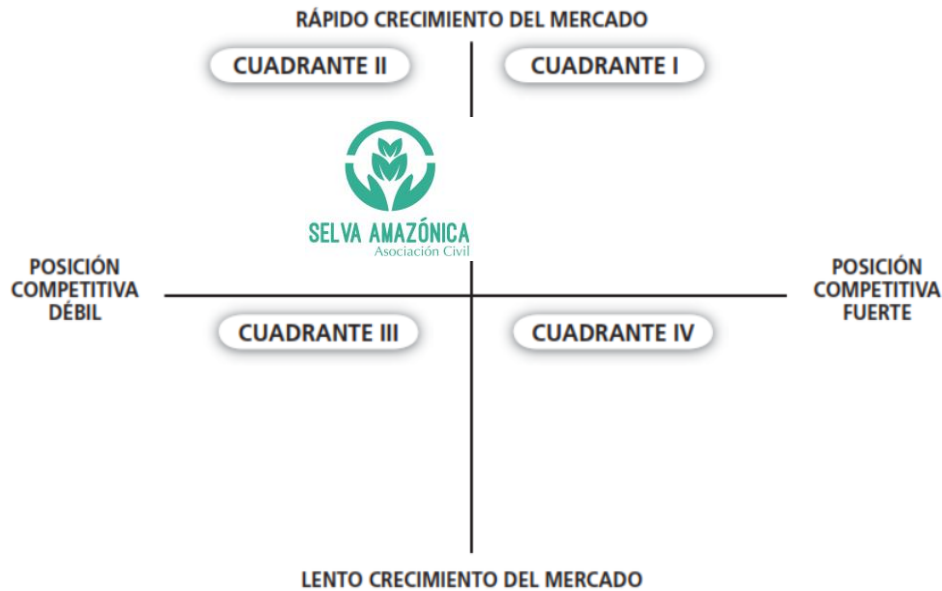 RÁPIDO CRECIMIENTO DEL MERCADO
CUADRANTE II
CUADRANTE I
SELVA AMAZÓNICA
Asociación Civil
POSICIÓN
COMPETITIVA
DÉBIL
POSICIÓN
COMPETITIVA
FUERTE
CUADRANTE III
CUADRANTE IV
LENTO CRECIMIENTO DEL MERCADO